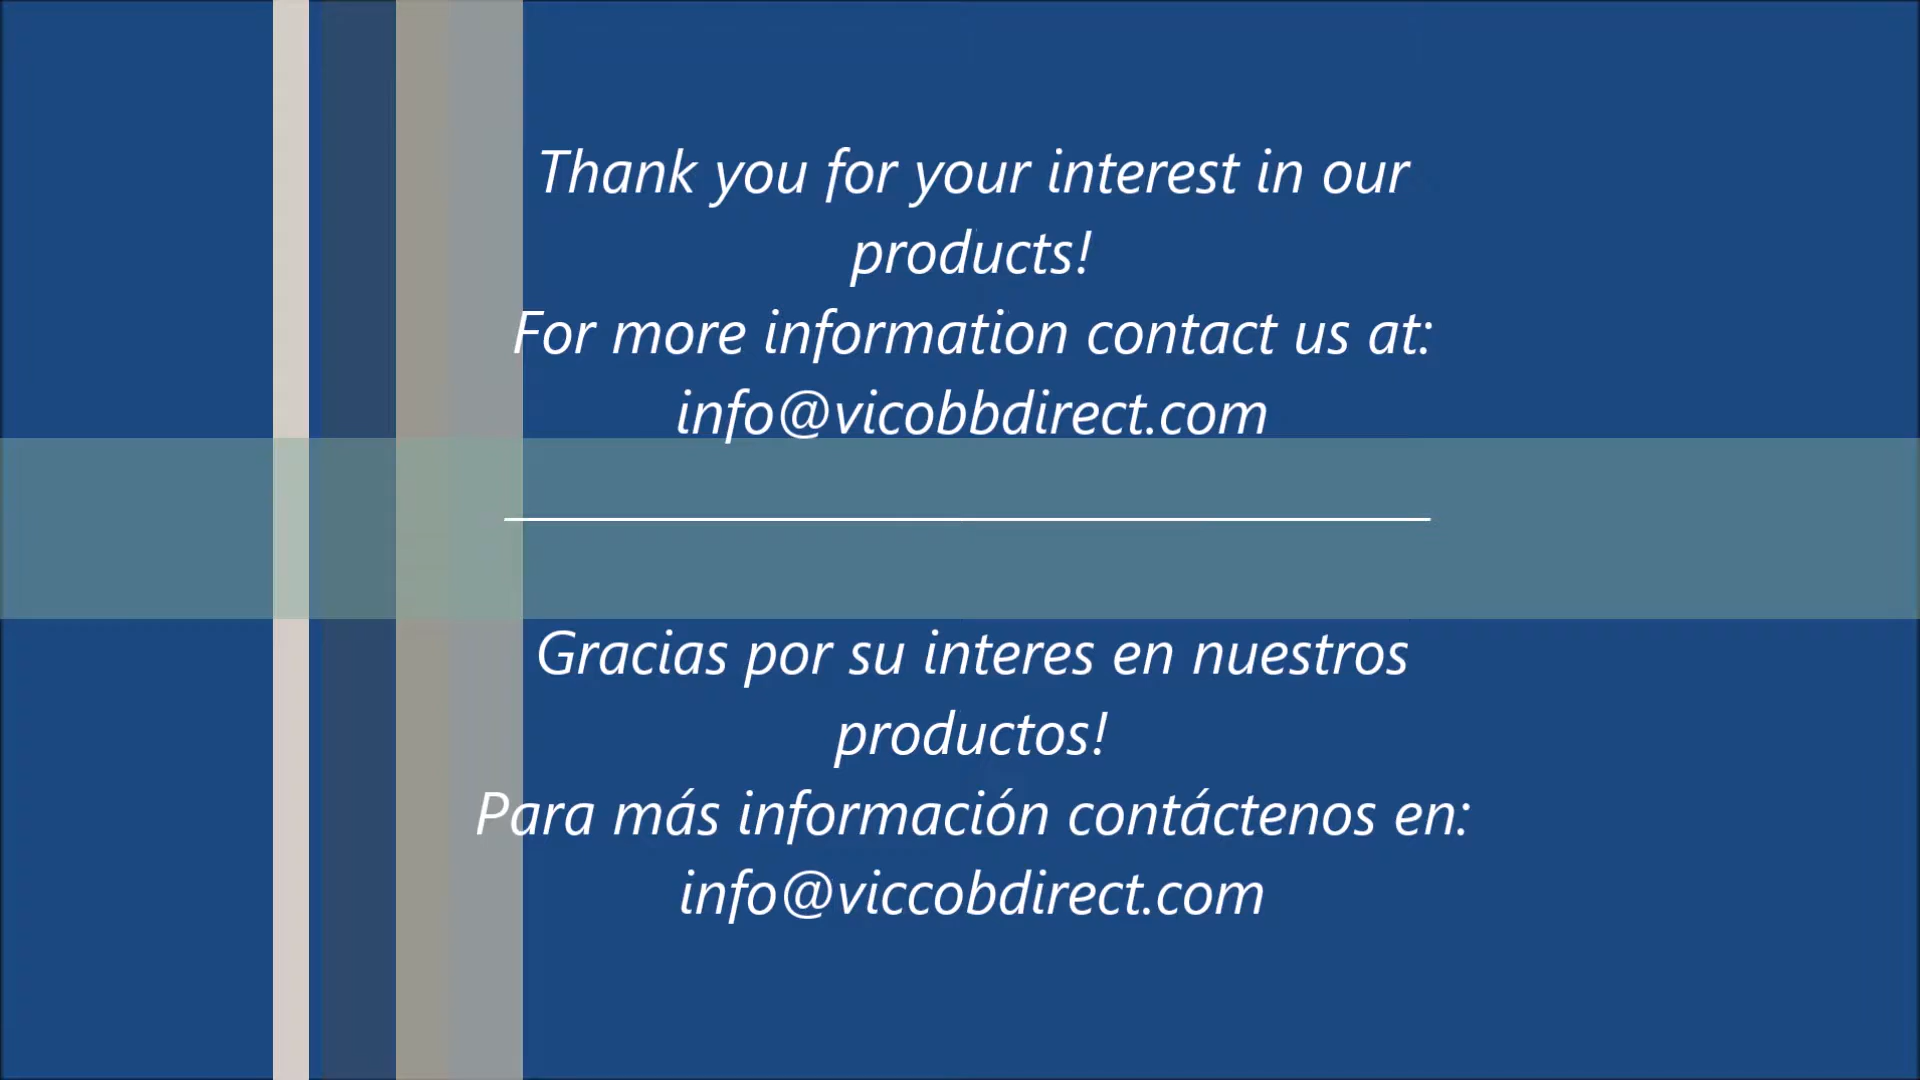 Thank you for your interest in our
products!
For more information contact us at:
info@vicobbdirect.com
Gracias por su interes en nuestros
productos!
Para más información contáctenos en:
info@viccobdirect.com